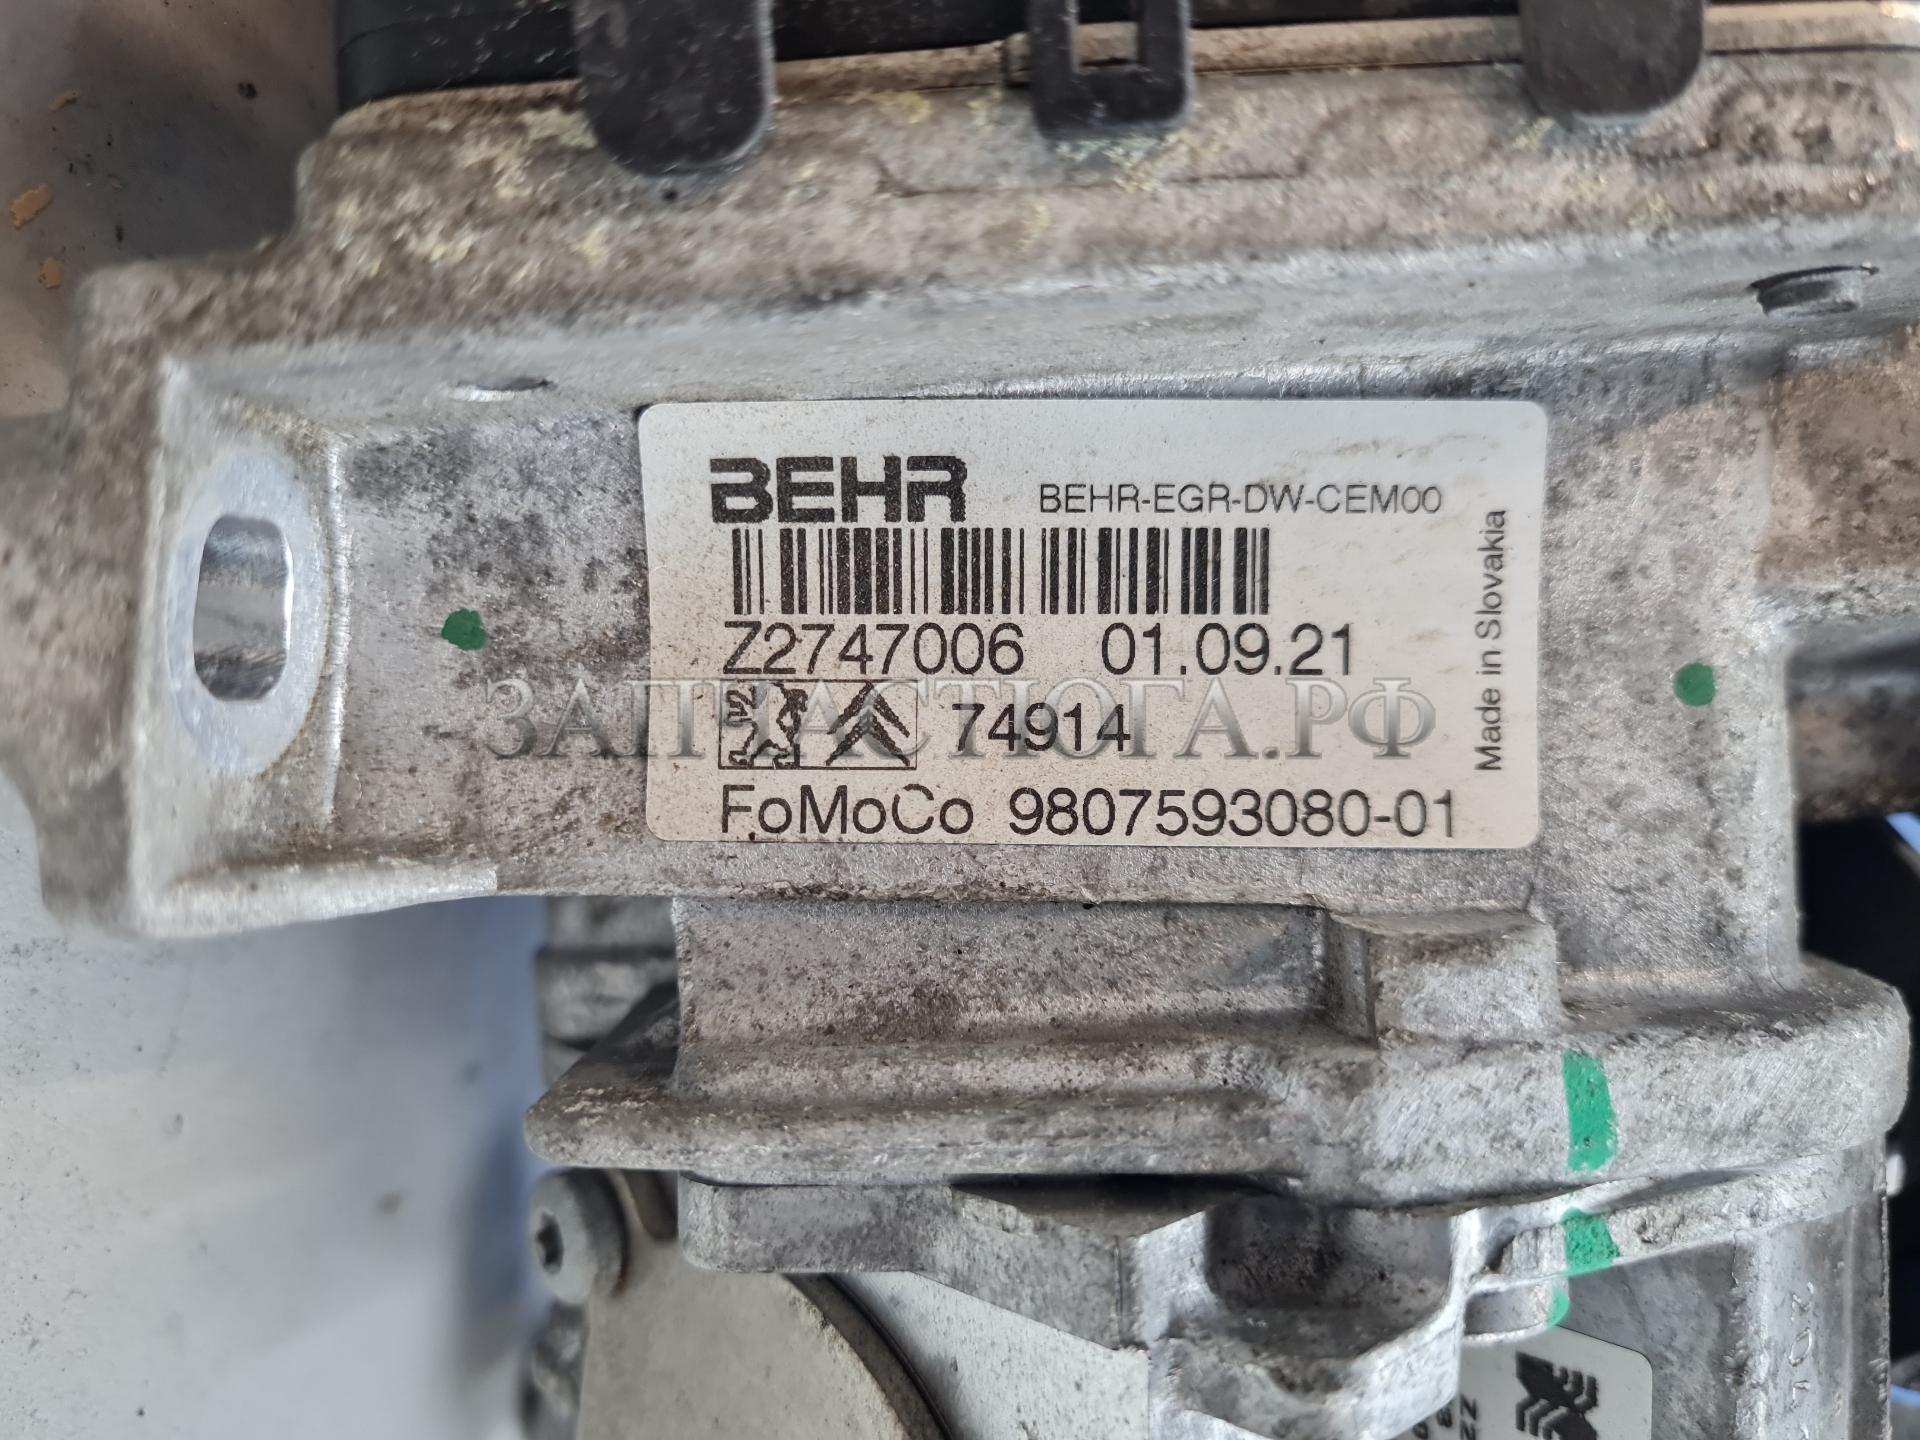 BEHR BEHR-EGR-DW-CEM00
Z2747006 01.09.21
74914
FoMoCo 9807593080-01
Made in Slovakia
ЗАПЧАСТЮГА.РФ